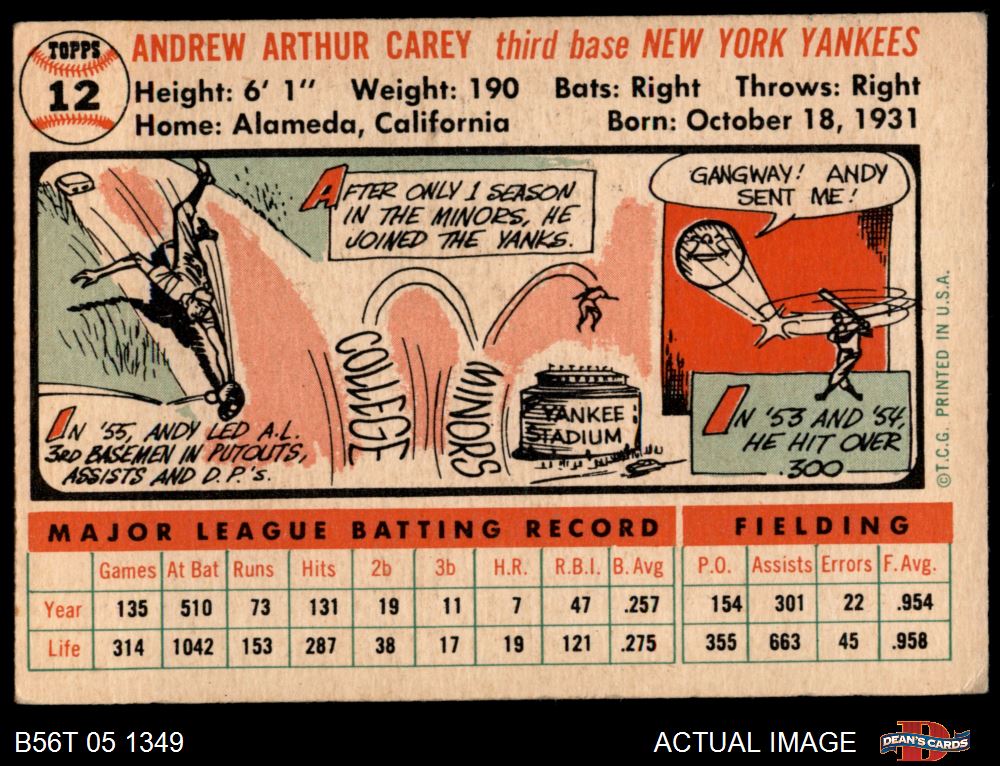 TOPPS
12
ANDREW ARTHUR CAREY third base NEW YORK YANKEES
Height: 6' 1" Weight: 190 Bats: Right Throws: Right
Home: Alameda, California Born: October 18, 1931
AFTER ONLY 1 SEASON
IN THE MINORS, HE
JOINED THE YANKS.
GANGWAY! ANDY
SENT ME!
COLLEGE
MINORS
YANKEE
STADIUM
IN '55, ANDY LED A.L.
3RD BASEMEN IN PUTOUTS,
ASSISTS AND D.P.'s.
IN '53 AND '54,
HE HIT OVER
.300
©T.C.G. PRINTED IN U.S.A.
MAJOR LEAGUE BATTING RECORD FIELDING
Games At Bat Runs Hits 2b 3b H.R. R.B.I. B. Avg P.O. Assists Errors F. Avg.
Year 135 510 73 131 19 11 7 47 .257 154 301 22 .954
Life 314 1042 153 287 38 17 19 121 .275 355 663 45 .958
B56T 05 1349 ACTUAL IMAGE
DEAN'S CARDS